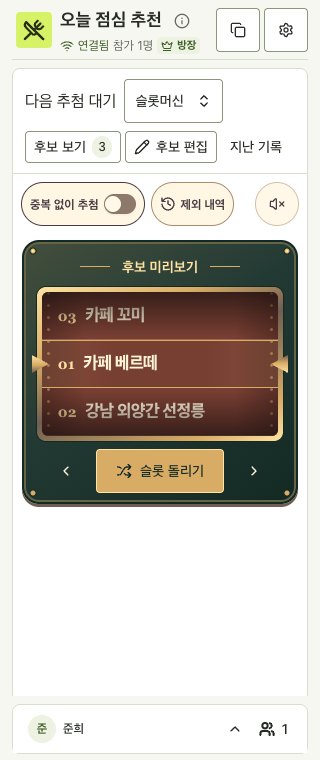 오늘 점심 추천
연결됨 참가 1명 방장
다음 추첨 대기 슬롯머신
후보 보기 3 후보 편집 지난 기록
중복 없이 추첨 제외 내역
후보 미리보기
03 카페 꼬미
01 카페 베르떼
02 강남 외양간 선정릉
슬롯 돌리기
준 준희 1